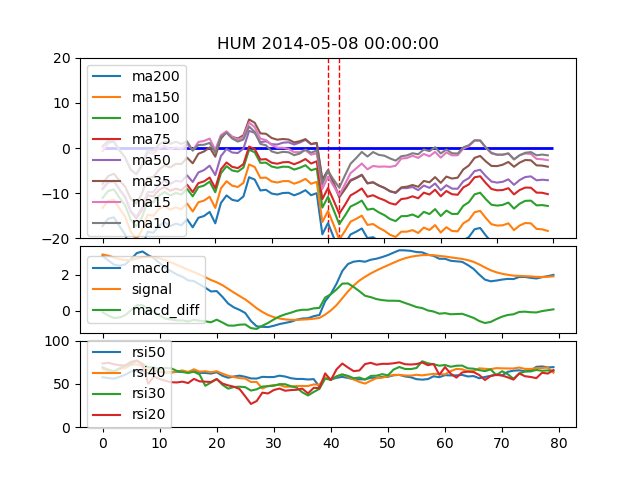 HUM 2014-05-08 00:00:00
20
10
0
−10
−20
ma200
ma150
ma100
ma75
ma50
ma35
ma15
ma10
2
0
macd
signal
macd_diff
100
50
0
rsi50
rsi40
rsi30
rsi20
0 10 20 30 40 50 60 70 80